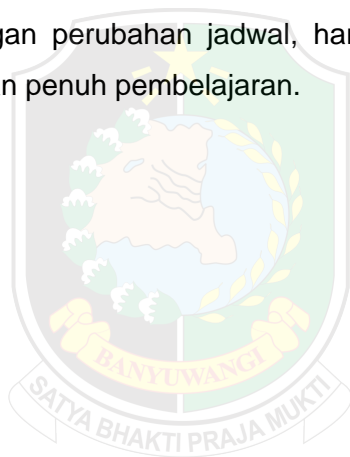 gan perubahan jadwal, har
n penuh pembelajaran.
BANYUWANGI
SATYA BHAKTI PRAJA MUKTI